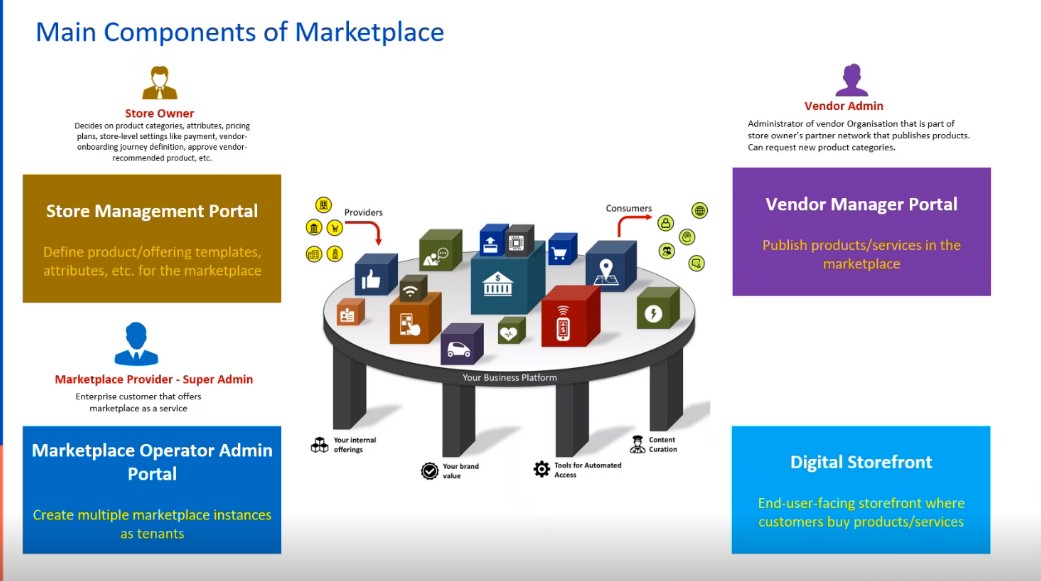 Main Components of Marketplace
Store Owner
Decides on product categories, attributes, pricing
plans, store-level settings like payment, vendor-
onboarding journey definition, approve vendor-
recommended product, etc.
Store Management Portal
Define product/offering templates,
attributes, etc. for the marketplace
Marketplace Provider - Super Admin
Enterprise customer that offers
marketplace as a service
Marketplace Operator Admin
Portal
Create multiple marketplace instances
as tenants
Providers
Consumers
Your Business Platform
Your internal
offerings
Your brand
value
Tools for Automated
Access
Content
Curation
Vendor Admin
Administrator of vendor Organisation that is part of
store owner's partner network that publishes products.
Can request new product categories.
Vendor Manager Portal
Publish products/services in the
marketplace
Digital Storefront
End-user-facing storefront where
customers buy products/services